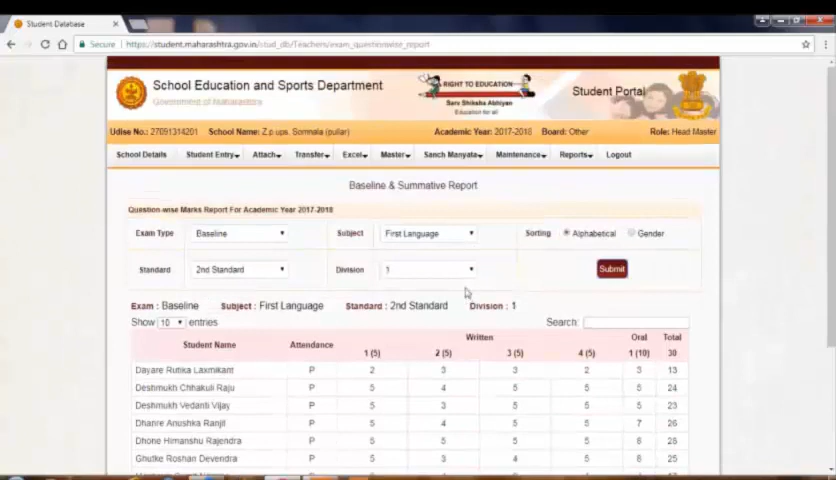 Student Database
Secure | https://student.maharashtra.gov.in/stud_db/Teachers/exam_questionwise_report
School Education and Sports Department
Government of Maharashtra
RIGHT TO EDUCATION
Sarv Shiksha Abhiyan
Education for all
Student Portal
Udise No.: 27091314201 School Name: Z.p.ups. Sormala (pullar) Academic Year: 2017-2018 Board: Other Role: Head Master
School Details Student Entry Attach Transfer Excel Master Sanch Manyata Maintenance Reports Logout
Baseline & Summative Report
Question-wise Marks Report For Academic Year 2017-2018
Exam Type Baseline Subject First Language Sorting Alphabetical Gender
Standard 2nd Standard Division 1 Submit
Exam : Baseline Subject : First Language Standard : 2nd Standard Division : 1
Show 10 entries Search:
Student Name Attendance Written Oral Total
1 (5) 2 (5) 3 (5) 4 (5) 1 (10) 30
Dayare Rutika Laxmikant P 2 3 3 2 3 13
Deshmukh Chhakuli Raju P 5 4 5 5 5 24
Deshmukh Vedanti Vijay P 5 3 5 5 5 23
Dhanre Anushka Ranjit P 5 4 5 5 7 26
Dhone Himanshu Rajendra P 5 5 5 5 8 28
Ghutke Roshan Devendra P 5 3 4 5 8 25